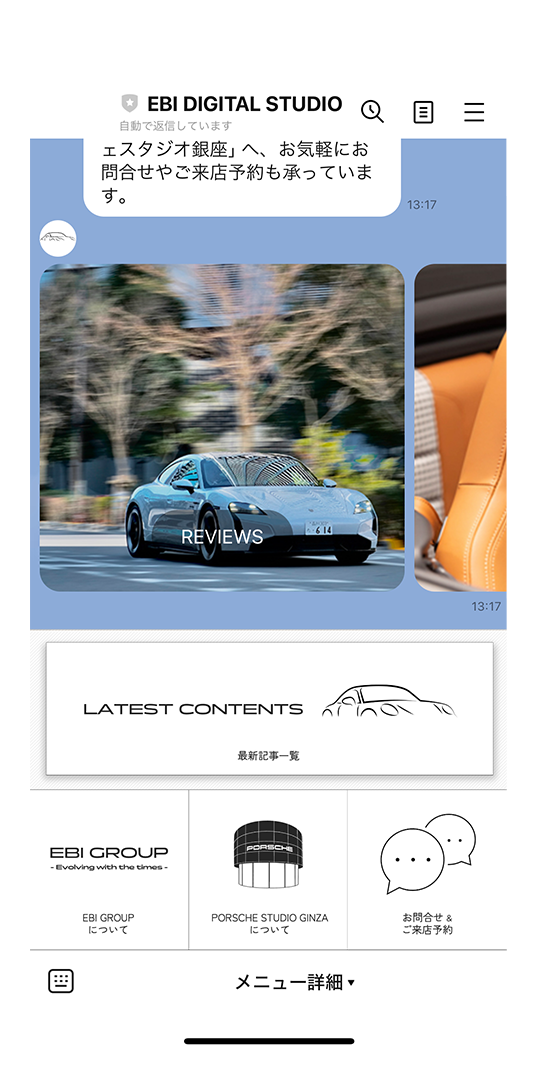 EBI DIGITAL STUDIO
自動で返信しています
ェスタジオ銀座」へ、お気軽にお
問合せやご来店予約も承っていま
す。
13:17
REVIEWS
13:17
LATEST CONTENTS
最新記事一覧
EBI GROUP
- Evolving with the times -
EBI GROUP
について
PORSCHE
PORSCHE STUDIO GINZA
について
お問合せ &
ご来店予約
メニュー詳細▼